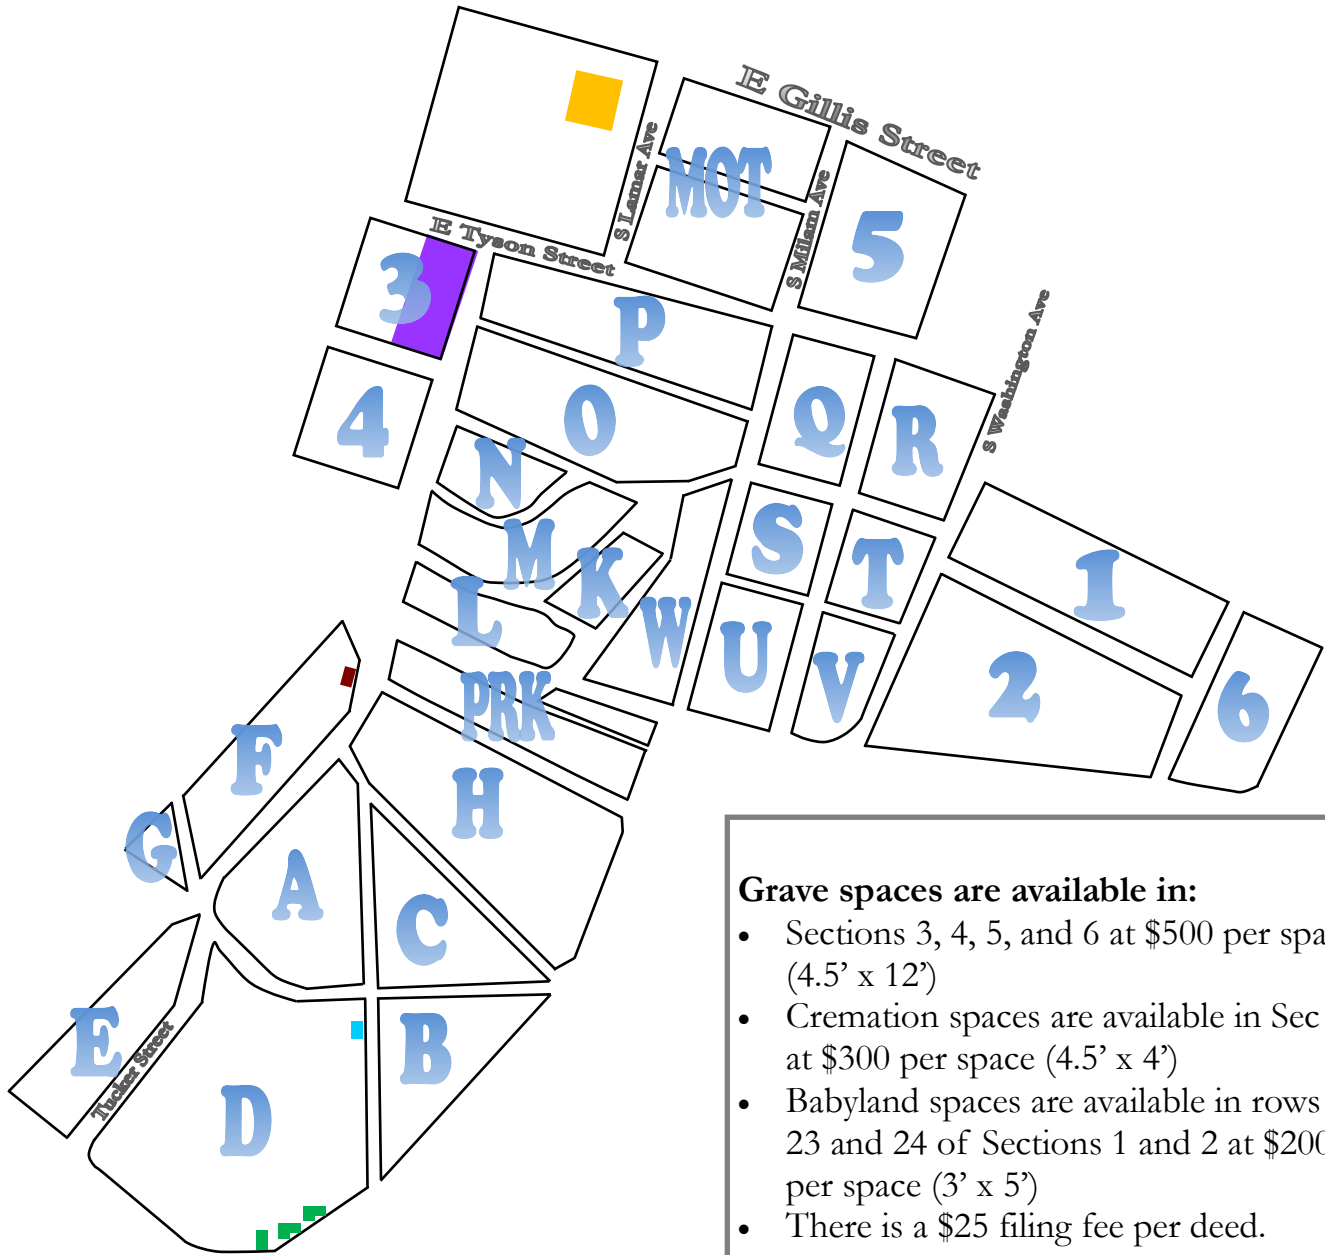 E Gillis Street
S Lamar Ave
MOT
S Milam Ave
5
E Tyson Street
3
P
S Washington Ave
4
O
Q
R
N
M
K
S
T
1
L
W
U
V
2
6
PRK
F
H
G
A
C
E
Tucker Street
B
D
Grave spaces are available in:
• Sections 3, 4, 5, and 6 at $500 per spa
(4.5’ x 12’)
• Cremation spaces are available in Sec
at $300 per space (4.5’ x 4’)
• Babyland spaces are available in rows
23 and 24 of Sections 1 and 2 at $200
per space (3’ x 5’)
• There is a $25 filing fee per deed.